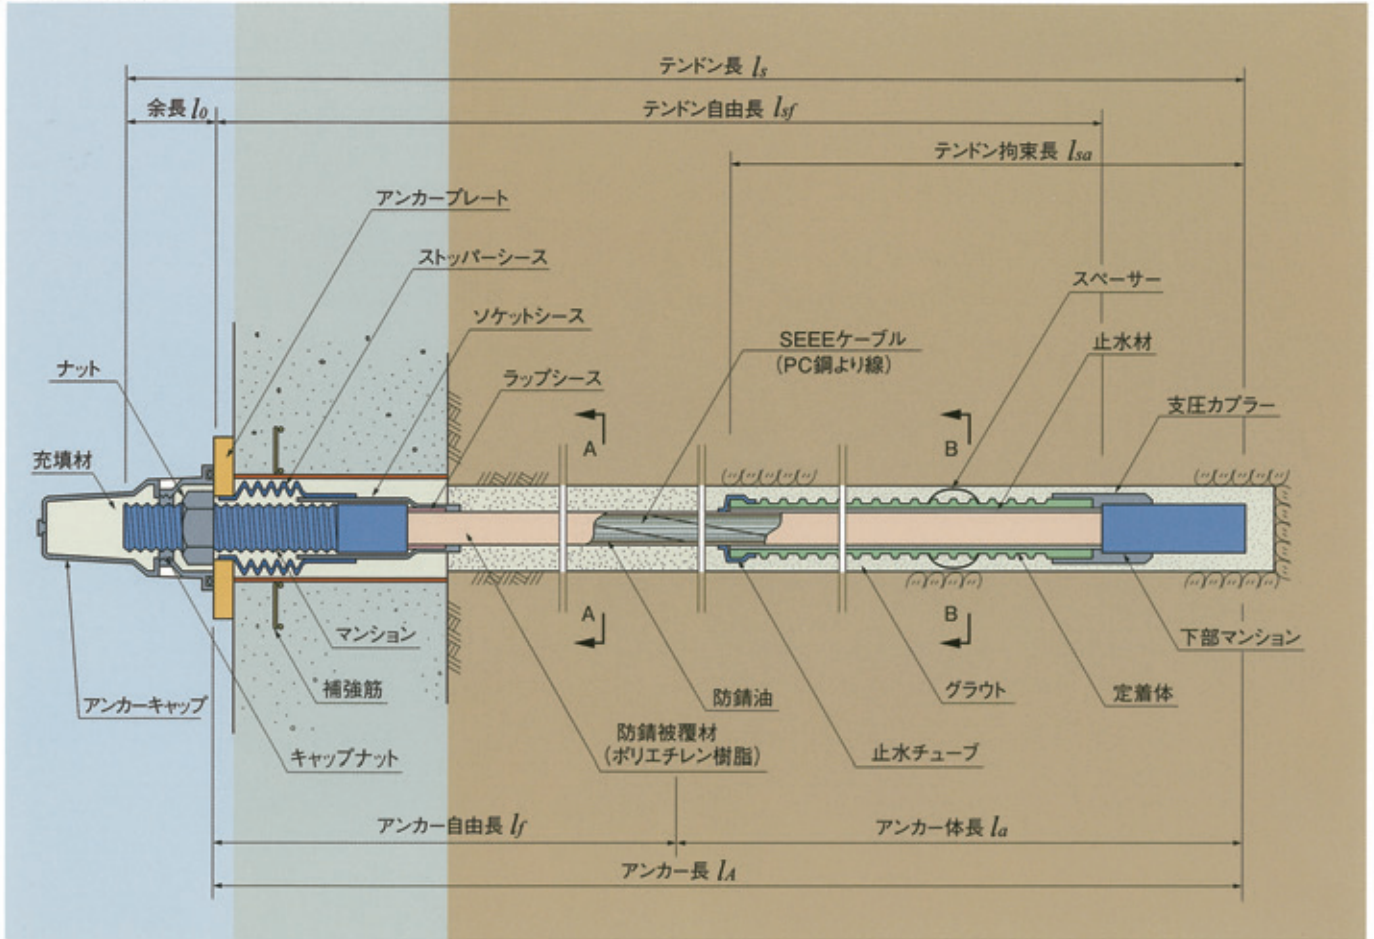 テンドン長 ls
余長 l0
テンドン自由長 lsf
テンドン拘束長 lsa
アンカープレート
ストッパーシース
スペーサー
ソケットシース
SEEEケーブル
(PC鋼より線)
止水材
ナット
ラップシース
支圧カプラー
A
B
充填材
A
B
マンション
下部マンション
アンカーキャップ
補強筋
防錆油
グラウト
定着体
キャップナット
防錆被覆材
(ポリエチレン樹脂)
止水チューブ
アンカー自由長 lf
アンカー体長 la
アンカー長 lA